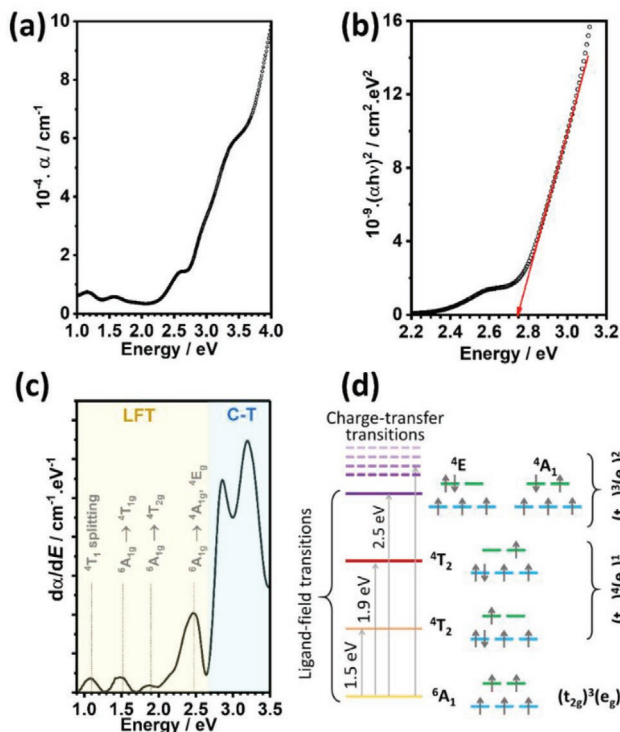 (a)
10
8
6
4
2
0
10⁻⁴. α / cm⁻¹
1.0 1.5 2.0 2.5 3.0 3.5 4.0
Energy / eV
(b)
16
12
8
4
0
10⁻⁹.(αhν)² / cm².eV²
2.2 2.4 2.6 2.8 3.0 3.2
Energy / eV
(c)
LFT
C-T
dα/dE / cm⁻¹.eV⁻¹
⁴T₁ splitting
⁶A₁g → ⁴T₁g
⁶A₁g → ⁴T₂g
⁶A₁g → ⁴A₁g, ⁴Eg
1.0 1.5 2.0 2.5 3.0 3.5
Energy / eV
(d)
Charge-transfer
transitions
Ligand-field transitions
1.5 eV
1.9 eV
2.5 eV
⁴E
⁴A₁
⁴T₂
⁴T₂
⁶A₁
(t₂g)³(eg)